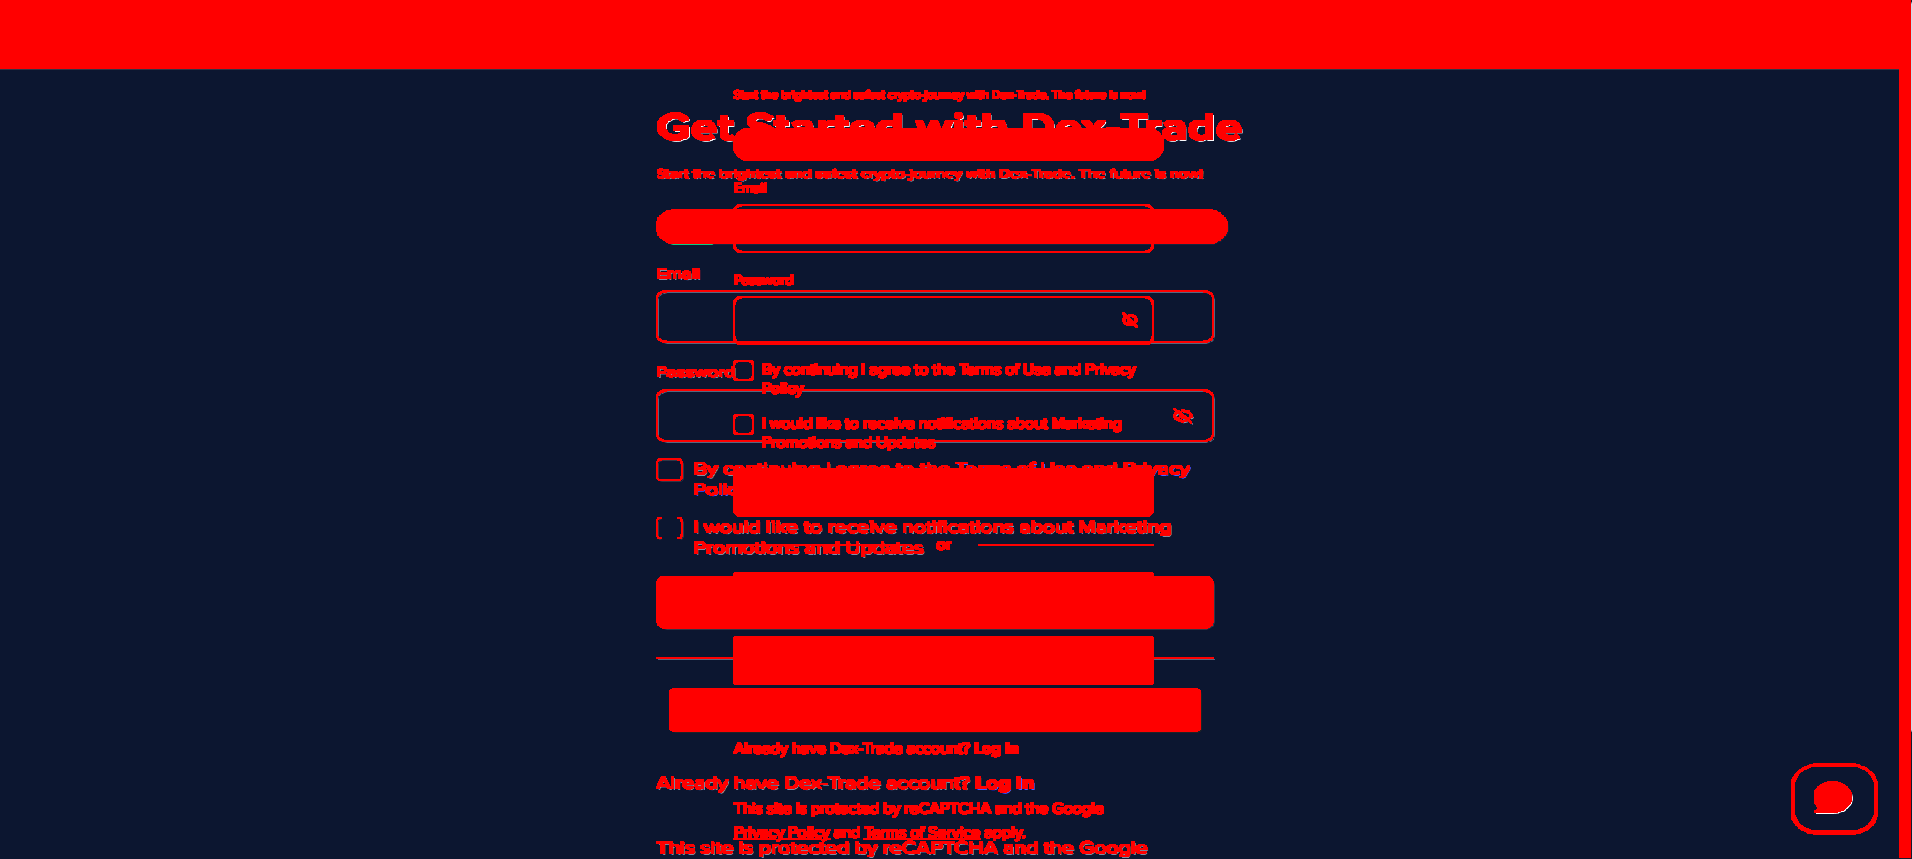 Start the brightest and safest crypto journey with Dex-Trade. The future is now!
Get Started with Dex-Trade
Start the brightest and safest crypto journey with Dex-Trade. The future is now!
Email
Email
Password
By continuing I agree to the Terms of Use and Privacy
Policy
Password
I would like to receive notifications about Marketing
Promotions and Updates
By continuing I agree to the Terms of Use and Privacy
I would like to receive notifications about Marketing
Promotions and Updates
or
Already have Dex-Trade account? Log In
Already have Dex-Trade account? Log In
This site is protected by reCAPTCHA and the Google
Privacy Policy and Terms of Service apply.
This site is protected by reCAPTCHA and the Google